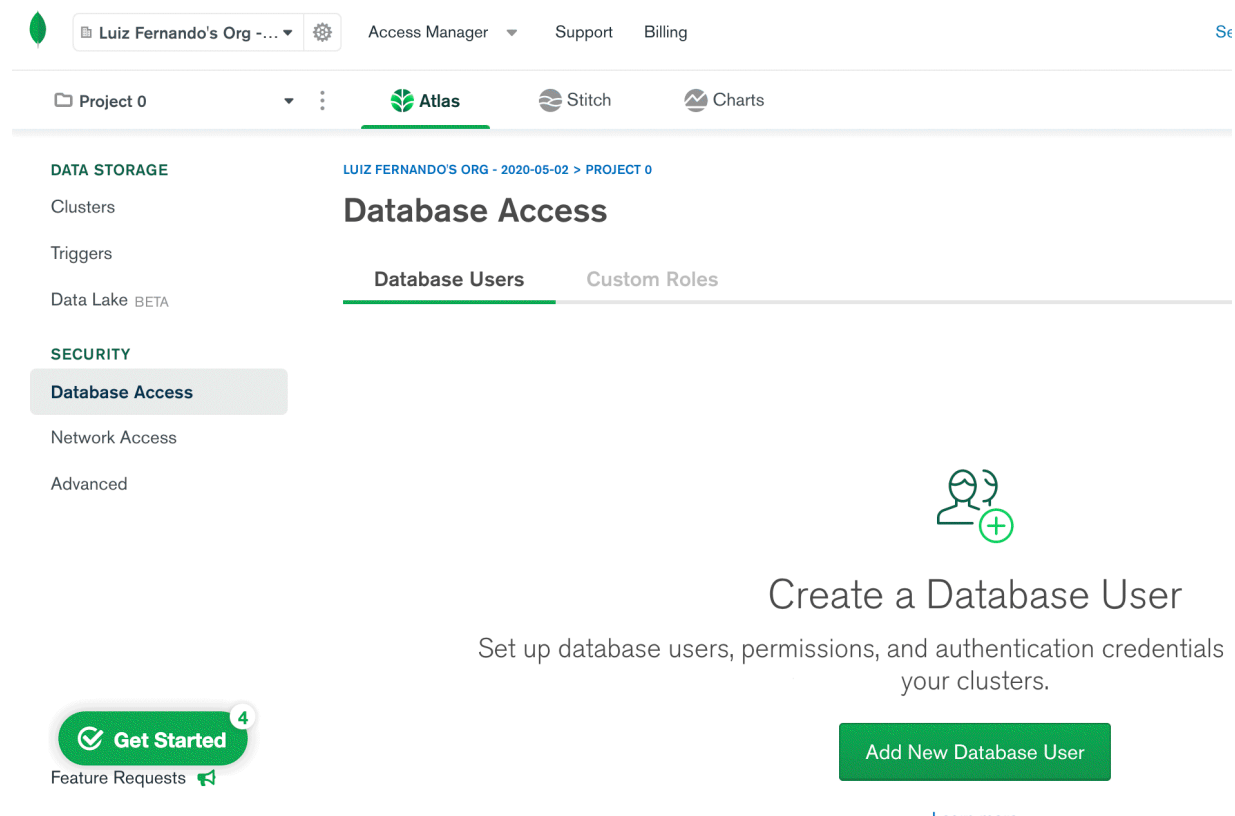 Luiz Fernando's Org -...
Access Manager
Support
Billing
Project 0
Atlas
Stitch
Charts
DATA STORAGE
Clusters
Triggers
Data Lake BETA
SECURITY
Database Access
Network Access
Advanced
LUIZ FERNANDO'S ORG - 2020-05-02 > PROJECT 0
Database Access
Database Users
Custom Roles
Create a Database User
Set up database users, permissions, and authentication credentials
your clusters.
Add New Database User
4
Get Started
Feature Requests